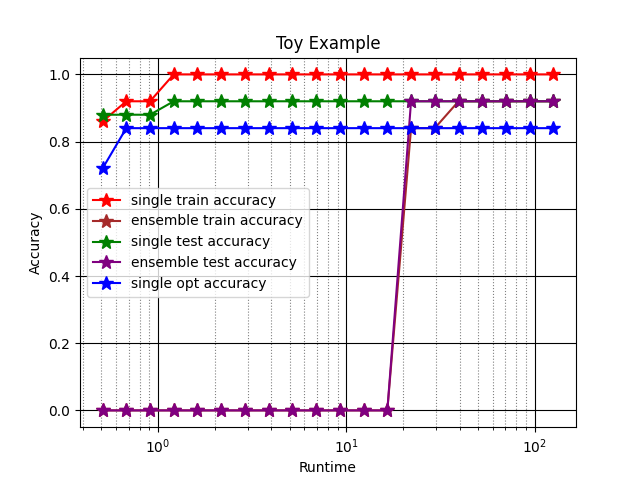 Toy Example
1.0
0.8
0.6
0.4
0.2
0.0
Accuracy
single train accuracy
ensemble train accuracy
single test accuracy
ensemble test accuracy
single opt accuracy
10⁰ 10¹ 10²
Runtime